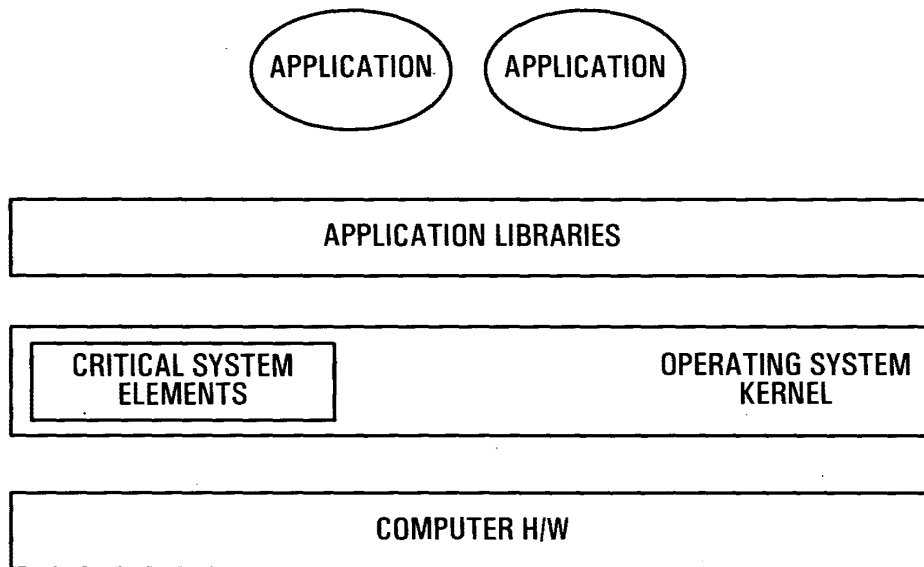 APPLICATION
APPLICATION
APPLICATION LIBRARIES
CRITICAL SYSTEM
ELEMENTS
OPERATING SYSTEM
KERNEL
COMPUTER H/W